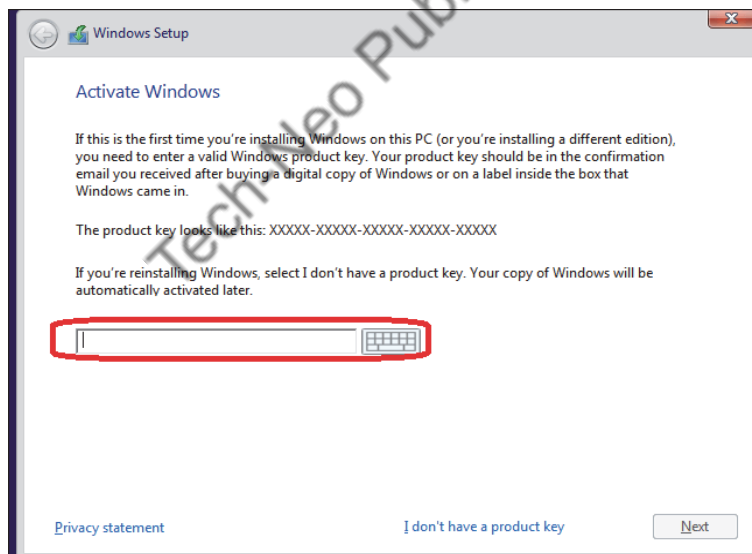 Windows Setup
Activate Windows
If this is the first time you're installing Windows on this PC (or you're installing a different edition),
you need to enter a valid Windows product key. Your product key should be in the confirmation
email you received after buying a digital copy of Windows or on a label inside the box that
Windows came in.
The product key looks like this: XXXXX-XXXXX-XXXXX-XXXXX-XXXXX
If you're reinstalling Windows, select I don't have a product key. Your copy of Windows will be
automatically activated later.
Privacy statement
I don't have a product key
Next
Tech-Neo Pub